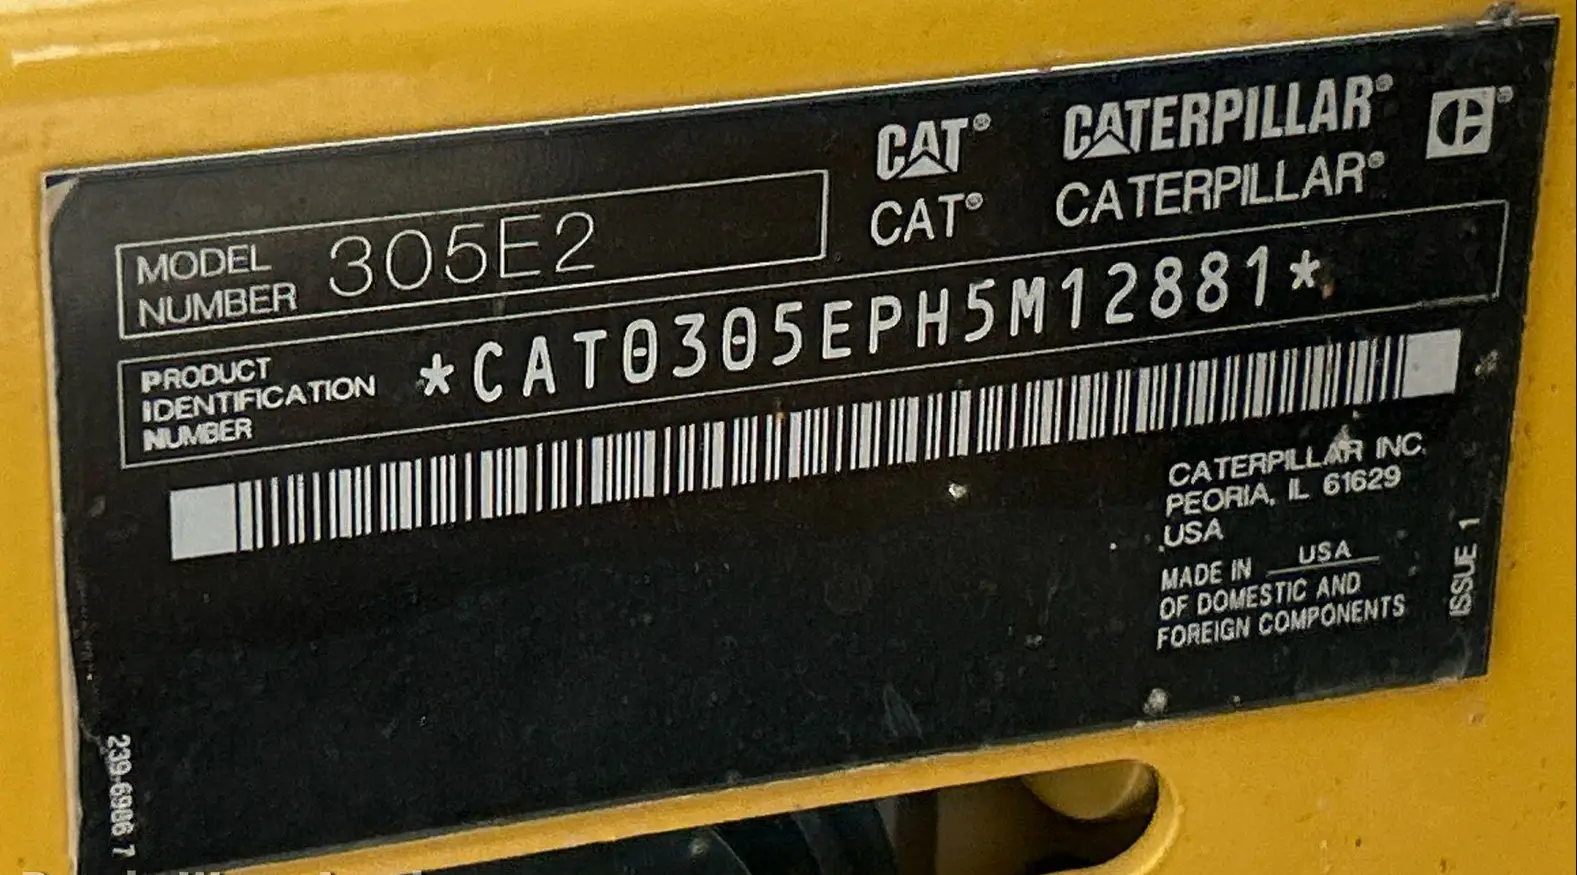 CAT® CATERPILLAR®
CAT® CATERPILLAR®
MODEL
NUMBER 305E2
PRODUCT
IDENTIFICATION
NUMBER
*CAT0305EPH5M12881*
CATERPILLAR INC.
PEORIA, IL 61629
USA
MADE IN USA
OF DOMESTIC AND
FOREIGN COMPONENTS
ISSUE 1
239-6986 7